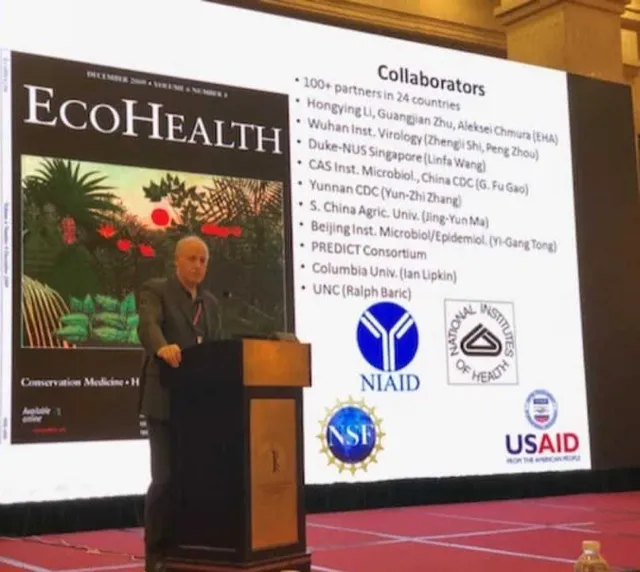 DECEMBER 2009 • VOLUME 6 NUMBER
ECOHEALTH
Conservation Medicine • H
Available
online
Collaborators
• 100+ partners in 24 countries
• Hongying Li, Guangjian Zhu, Aleksei Chmura (EHA)
• Wuhan Inst. Virology (Zhengli Shi, Peng Zhou)
• Duke-NUS Singapore (Linfa Wang)
• CAS Inst. Microbiol., China CDC (G. Fu Gao)
• Yunnan CDC (Yun-Zhi Zhang)
• S. China Agric. Univ. (Jing-Yun Ma)
• Beijing Inst. Microbiol/Epidemiol. (Yi-Gang Tong)
• PREDICT Consortium
• Columbia Univ. (Ian Lipkin)
• UNC (Ralph Baric)
NIAID
NATIONAL INSTITUTES OF HEALTH
NSF
USAID
FROM THE AMERICAN PEOPLE